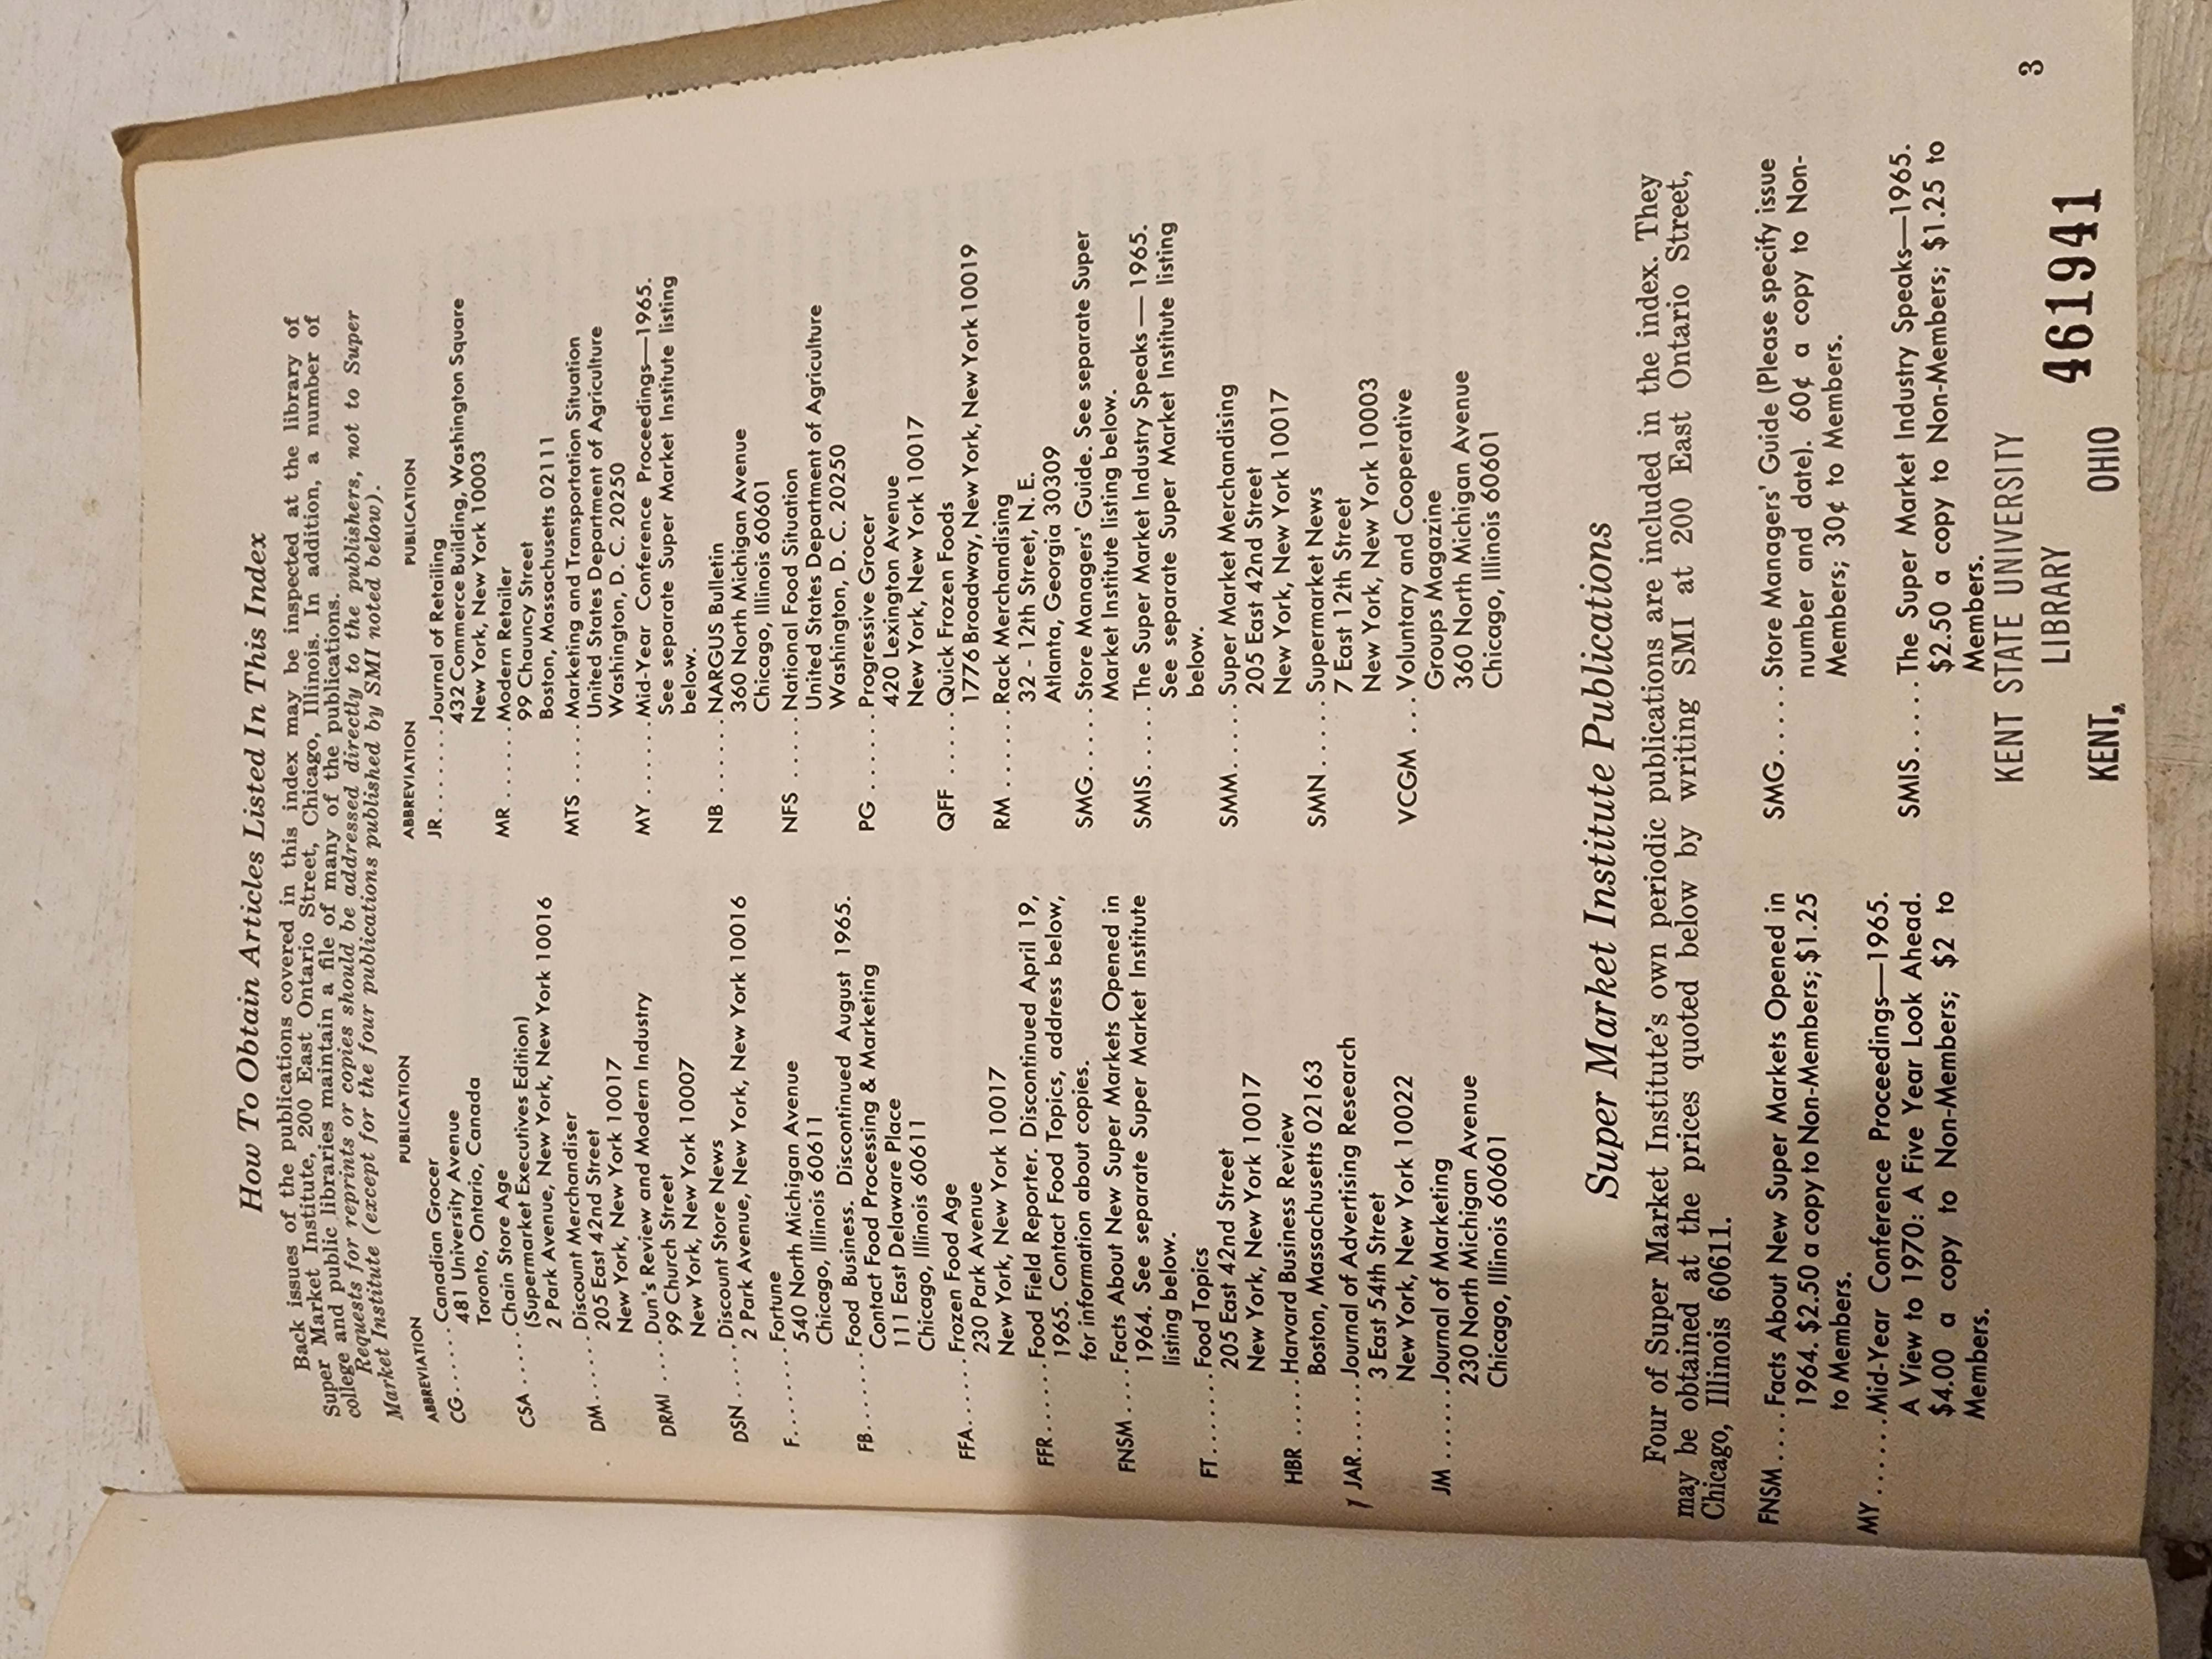 How To Obtain Articles Listed In This Index
Back issues of the publications covered in this index may be inspected at the library of
Super Market Institute, 200 East Ontario Street, Chicago, Illinois. In addition, a number of
college and public libraries maintain a file of many of the publications.
Requests for reprints or copies should be addressed directly to the publishers, not to Super
Market Institute (except for the four publications published by SMI noted below).
ABBREVIATION PUBLICATION
CG.....Canadian Grocer
481 University Avenue
Toronto, Ontario, Canada
CSA.....Chain Store Age
(Supermarket Executives Edition)
2 Park Avenue, New York, New York 10016
DM......Discount Merchandiser
205 East 42nd Street
New York, New York 10017
DRMI....Dun's Review and Modern Industry
99 Church Street
New York, New York 10007
DSN.....Discount Store News
2 Park Avenue, New York, New York 10016
F........Fortune
540 North Michigan Avenue
Chicago, Illinois 60611
FB.......Food Business. Discontinued August 1965.
Contact Food Processing & Marketing
111 East Delaware Place
Chicago, Illinois 60611
FFA......Frozen Food Age
230 Park Avenue
New York, New York 10017
FFR......Food Field Reporter. Discontinued April 19,
1965. Contact Food Topics, address below,
for information about copies.
FNSM....Facts About New Super Markets Opened in
1964. See separate Super Market Institute
listing below.
FT.......Food Topics
205 East 42nd Street
New York, New York 10017
HBR.....Harvard Business Review
Boston, Massachusetts 02163
JAR......Journal of Advertising Research
3 East 54th Street
New York, New York 10022
JM......Journal of Marketing
230 North Michigan Avenue
Chicago, Illinois 60601
ABBREVIATION PUBLICATION
JR.......Journal of Retailing
432 Commerce Building, Washington Square
New York, New York 10003
MR......Modern Retailer
99 Chauncy Street
Boston, Massachusetts 02111
MTS.....Marketing and Transportation Situation
United States Department of Agriculture
Washington, D. C. 20250
MY......Mid-Year Conference Proceedings—1965.
See separate Super Market Institute listing
below.
NB......NARGUS Bulletin
360 North Michigan Avenue
Chicago, Illinois 60601
NFS.....National Food Situation
United States Department of Agriculture
Washington, D. C. 20250
PG......Progressive Grocer
420 Lexington Avenue
New York, New York 10017
QFF.....Quick Frozen Foods
1776 Broadway, New York, New York 10019
RM......Rack Merchandising
32 - 12th Street, N. E.
Atlanta, Georgia 30309
SMG....Store Managers' Guide. See separate Super
Market Institute listing below.
SMIS.....The Super Market Industry Speaks — 1965.
See separate Super Market Institute listing
below.
SMM....Super Market Merchandising
205 East 42nd Street
New York, New York 10017
SMN....Supermarket News
7 East 12th Street
New York, New York 10003
VCGM...Voluntary and Cooperative
Groups Magazine
360 North Michigan Avenue
Chicago, Illinois 60601
Super Market Institute Publications
Four of Super Market Institute's own periodic publications are included in the index. They
may be obtained at the prices quoted below by writing SMI at 200 East Ontario Street,
Chicago, Illinois 60611.
FNSM....Facts About New Super Markets Opened in
1964. $2.50 a copy to Non-Members; $1.25
to Members.
MY......Mid-Year Conference Proceedings—1965.
A View to 1970: A Five Year Look Ahead.
$4.00 a copy to Non-Members; $2 to
Members.
SMG.....Store Managers' Guide (Please specify issue
number and date). 60¢ a copy to Non-
Members; 30¢ to Members.
SMIS.....The Super Market Industry Speaks—1965.
$2.50 a copy to Non-Members; $1.25 to
Members.
KENT STATE UNIVERSITY
LIBRARY
KENT, OHIO
461941
3